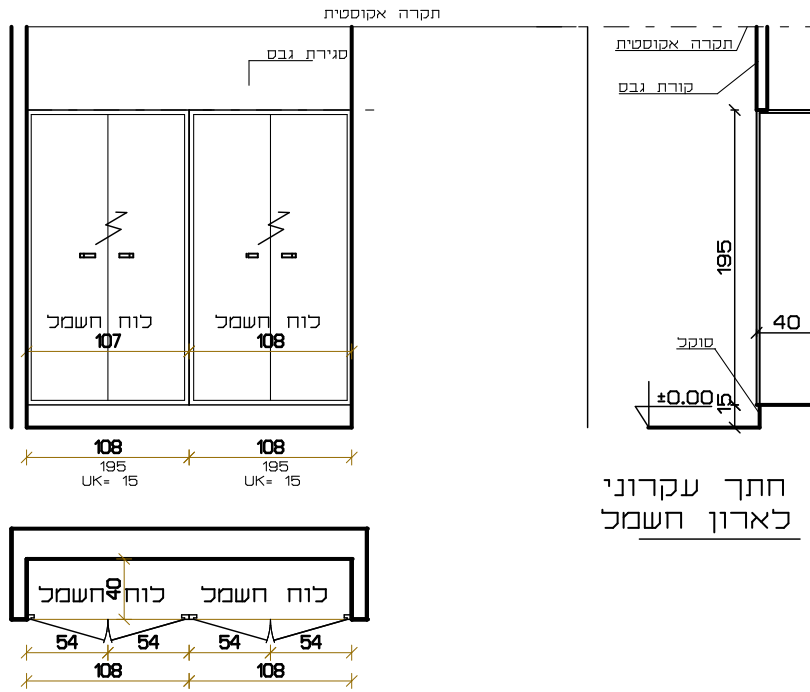 תקרה אקוסטית
סגירת גבס
לוח חשמל
לוח חשמל
107
108
108
108
195
195
UK= 15
UK= 15
תקרה אקוסטית
קורת גבס
195
40
סוקל
±0.00
15
חתך עקרוני
לארון חשמל
לוח חשמל
לוח חשמל
40
54
54
54
54
108
108